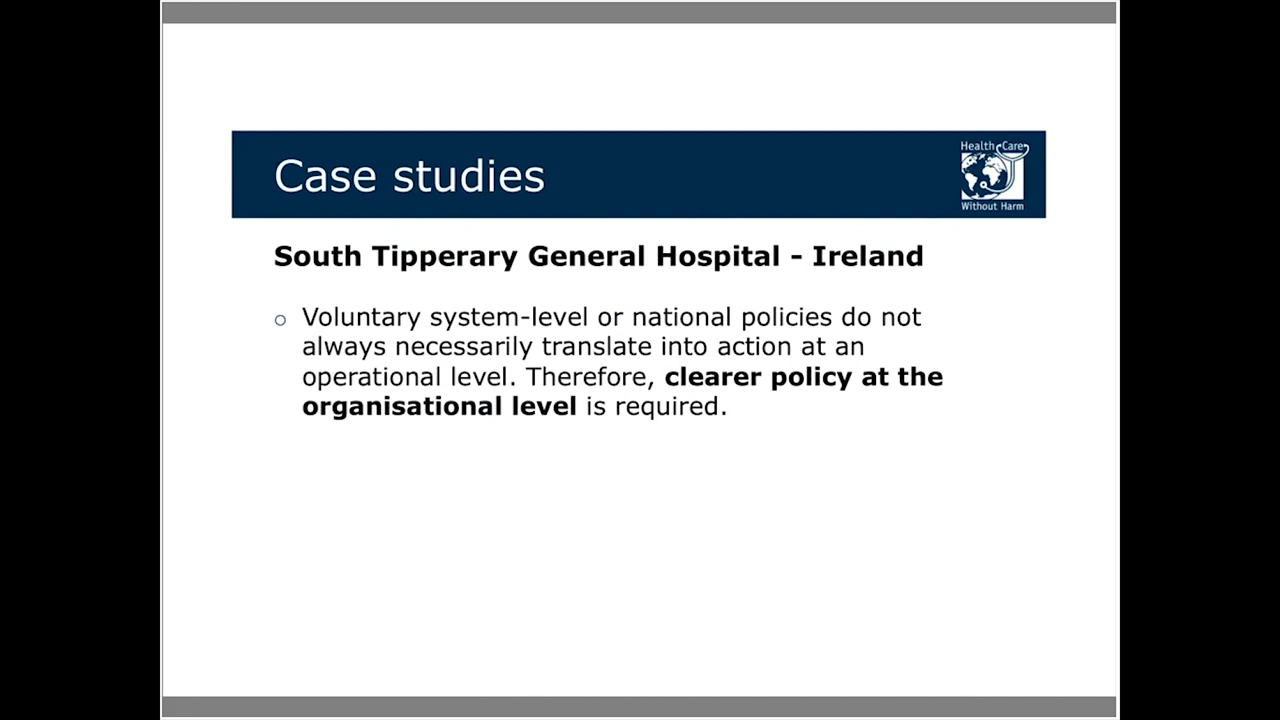 Case studies
Health Care
Without Harm
South Tipperary General Hospital - Ireland
Voluntary system-level or national policies do not
always necessarily translate into action at an
operational level. Therefore, clearer policy at the
organisational level is required.